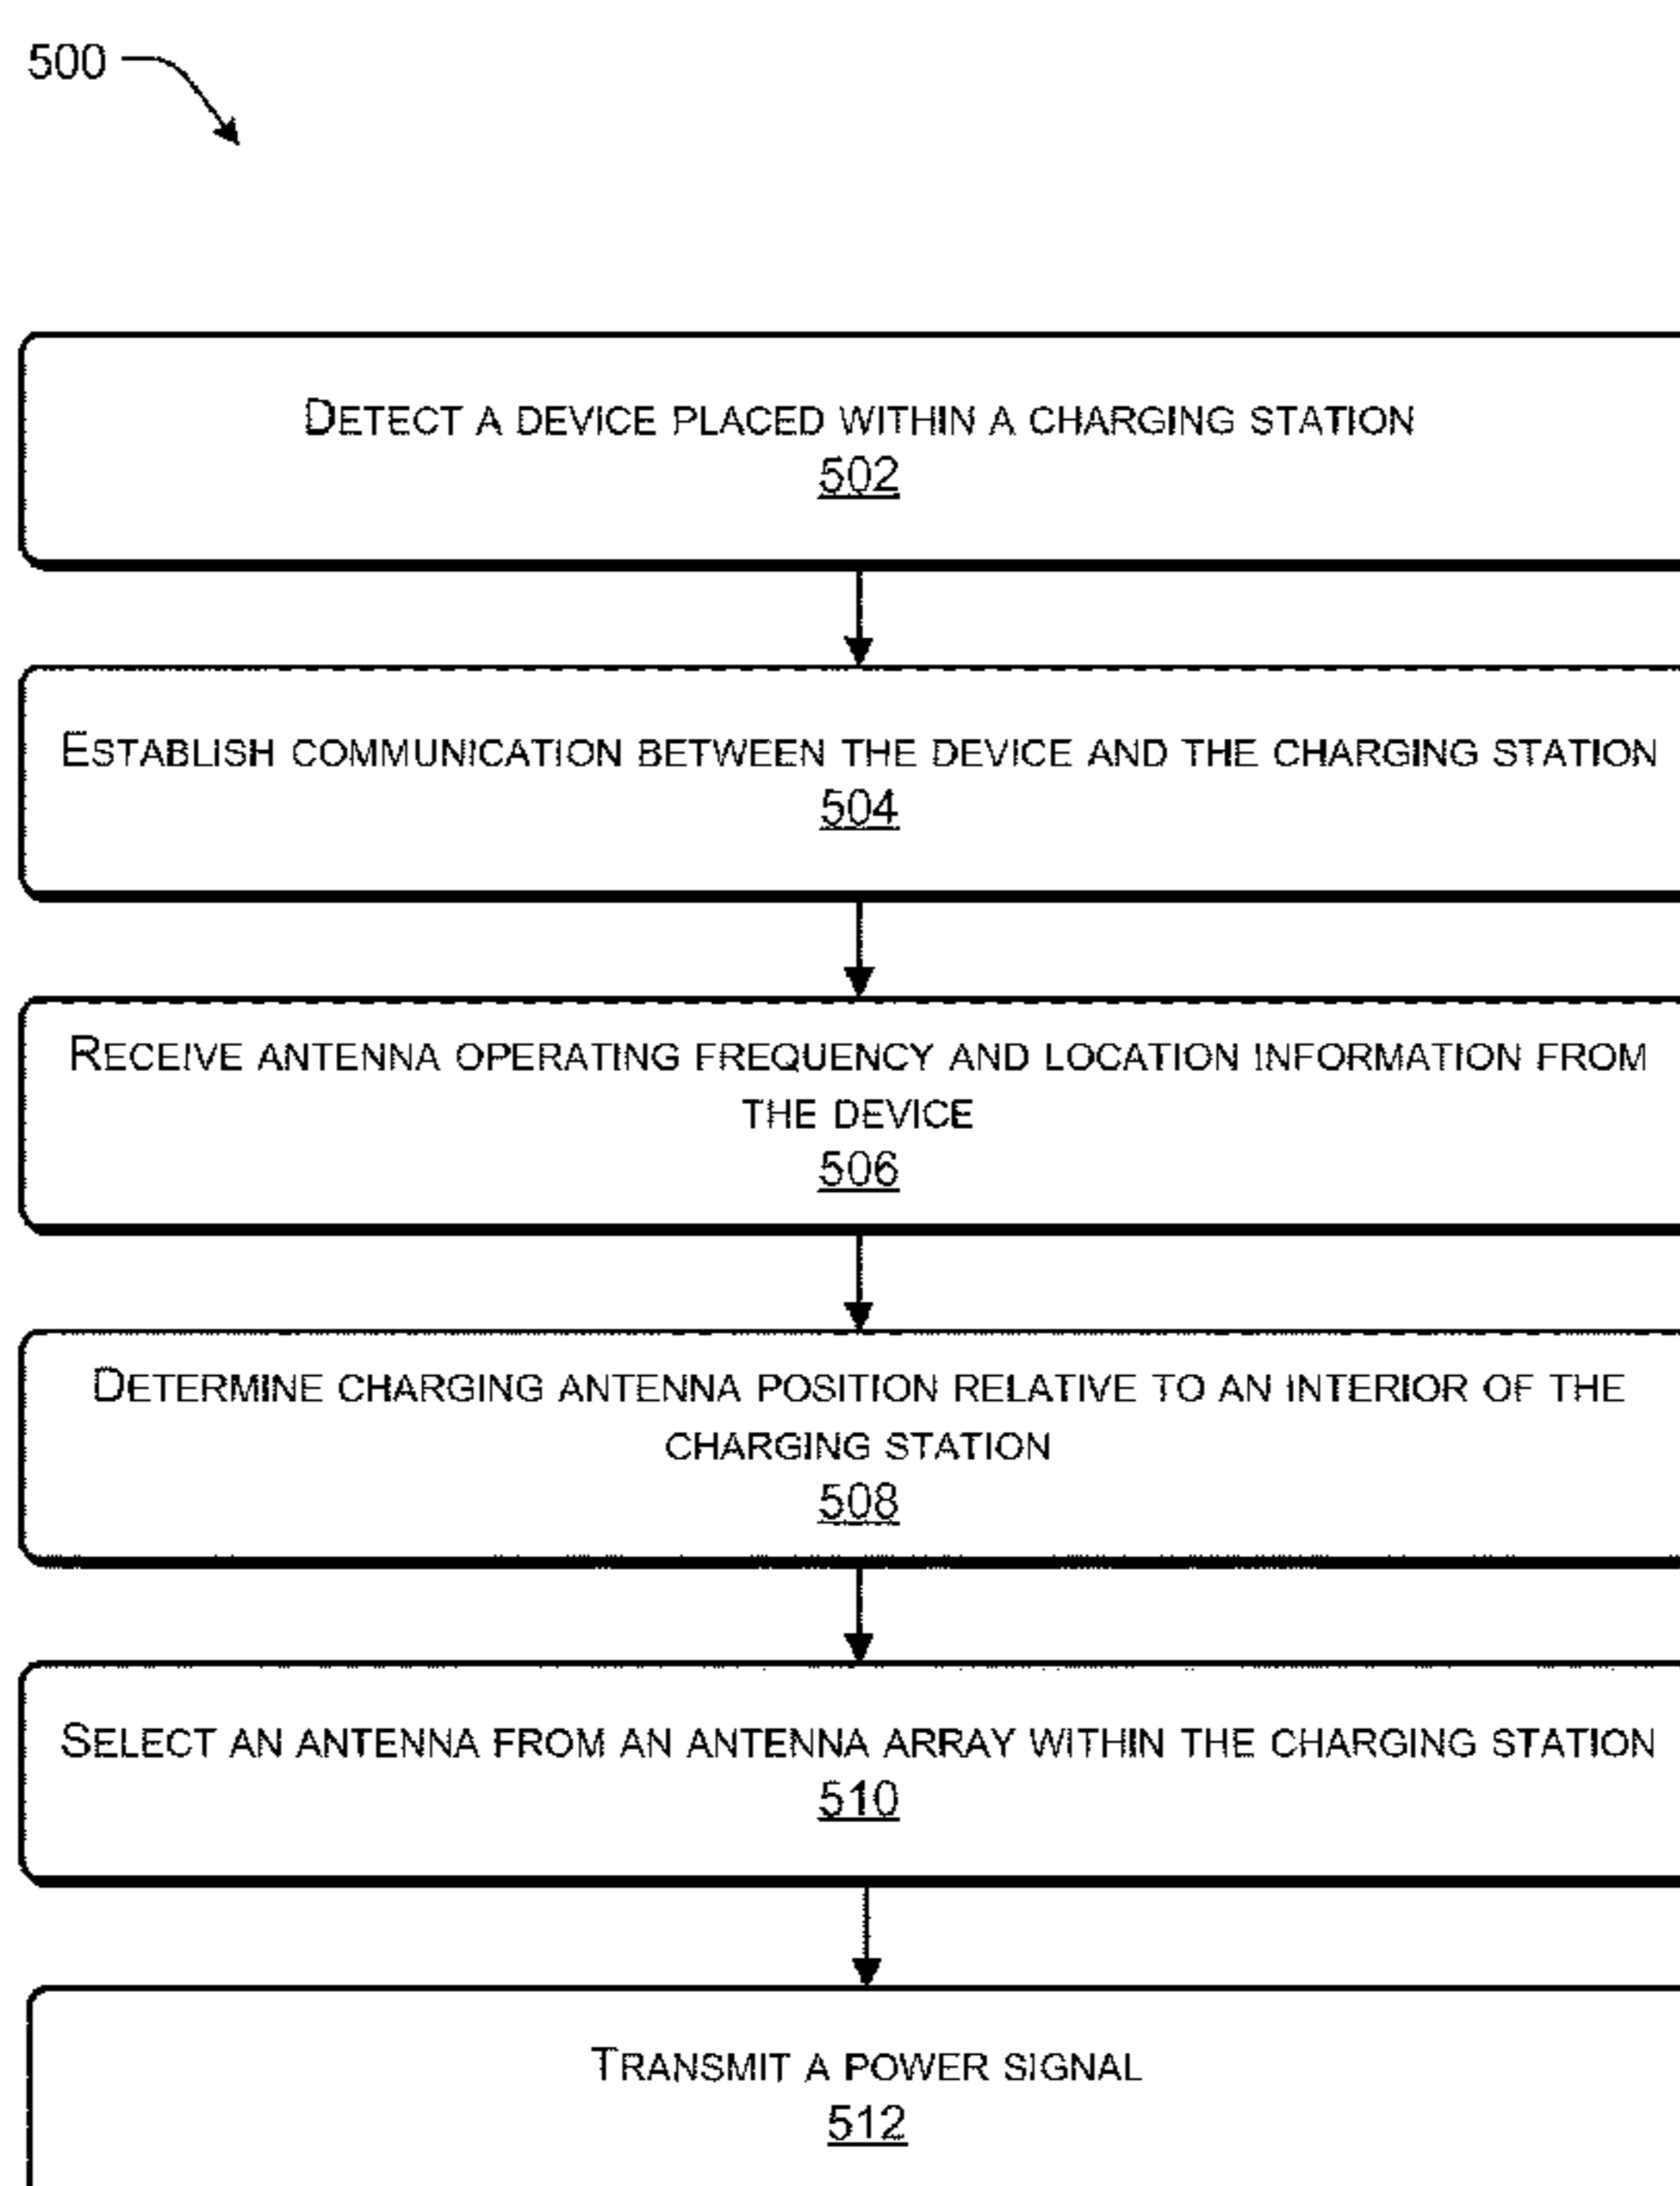 500
DETECT A DEVICE PLACED WITHIN A CHARGING STATION
502
ESTABLISH COMMUNICATION BETWEEN THE DEVICE AND THE CHARGING STATION
504
RECEIVE ANTENNA OPERATING FREQUENCY AND LOCATION INFORMATION FROM
THE DEVICE
506
DETERMINE CHARGING ANTENNA POSITION RELATIVE TO AN INTERIOR OF THE
CHARGING STATION
508
SELECT AN ANTENNA FROM AN ANTENNA ARRAY WITHIN THE CHARGING STATION
510
TRANSMIT A POWER SIGNAL
512